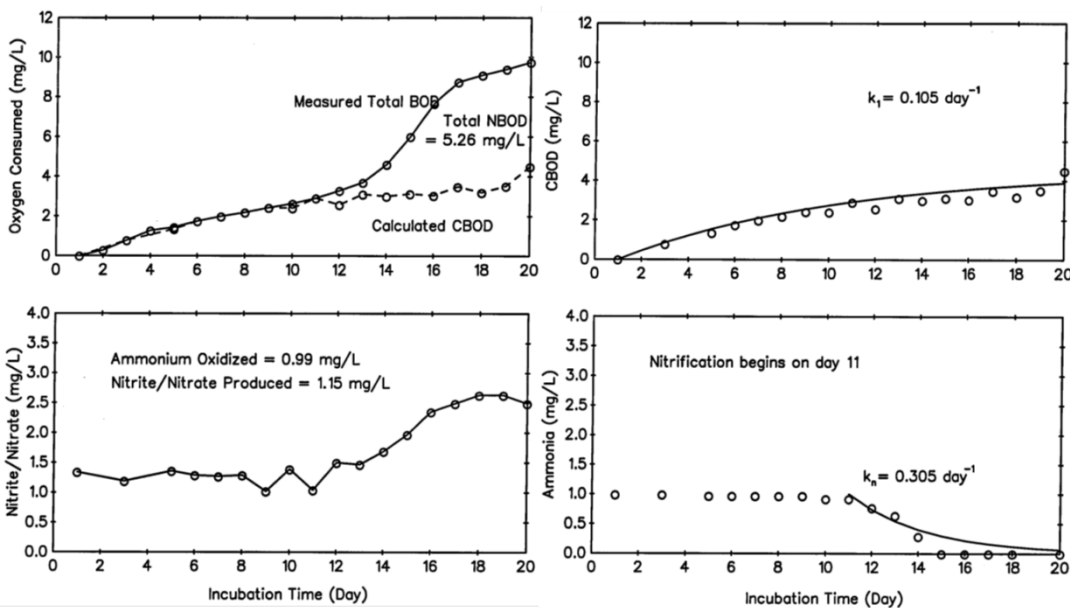 12
10
8
6
4
2
0
Oxygen Consumed (mg/L)
Measured Total BOD
Total NBOD
= 5.26 mg/L
Calculated CBOD
0 2 4 6 8 10 12 14 16 18 20
12
10
8
6
4
2
0
CBOD (mg/L)
k₁= 0.105 day⁻¹
0 2 4 6 8 10 12 14 16 18 20
4.0
3.5
3.0
2.5
2.0
1.5
1.0
0.5
0.0
Nitrite/Nitrate (mg/L)
Ammonium Oxidized = 0.99 mg/L
Nitrite/Nitrate Produced = 1.15 mg/L
0 2 4 6 8 10 12 14 16 18 20
Incubation Time (Day)
4.0
3.5
3.0
2.5
2.0
1.5
1.0
0.5
0.0
Ammonia (mg/L)
Nitrification begins on day 11
kₙ= 0.305 day⁻¹
0 2 4 6 8 10 12 14 16 18 20
Incubation Time (Day)